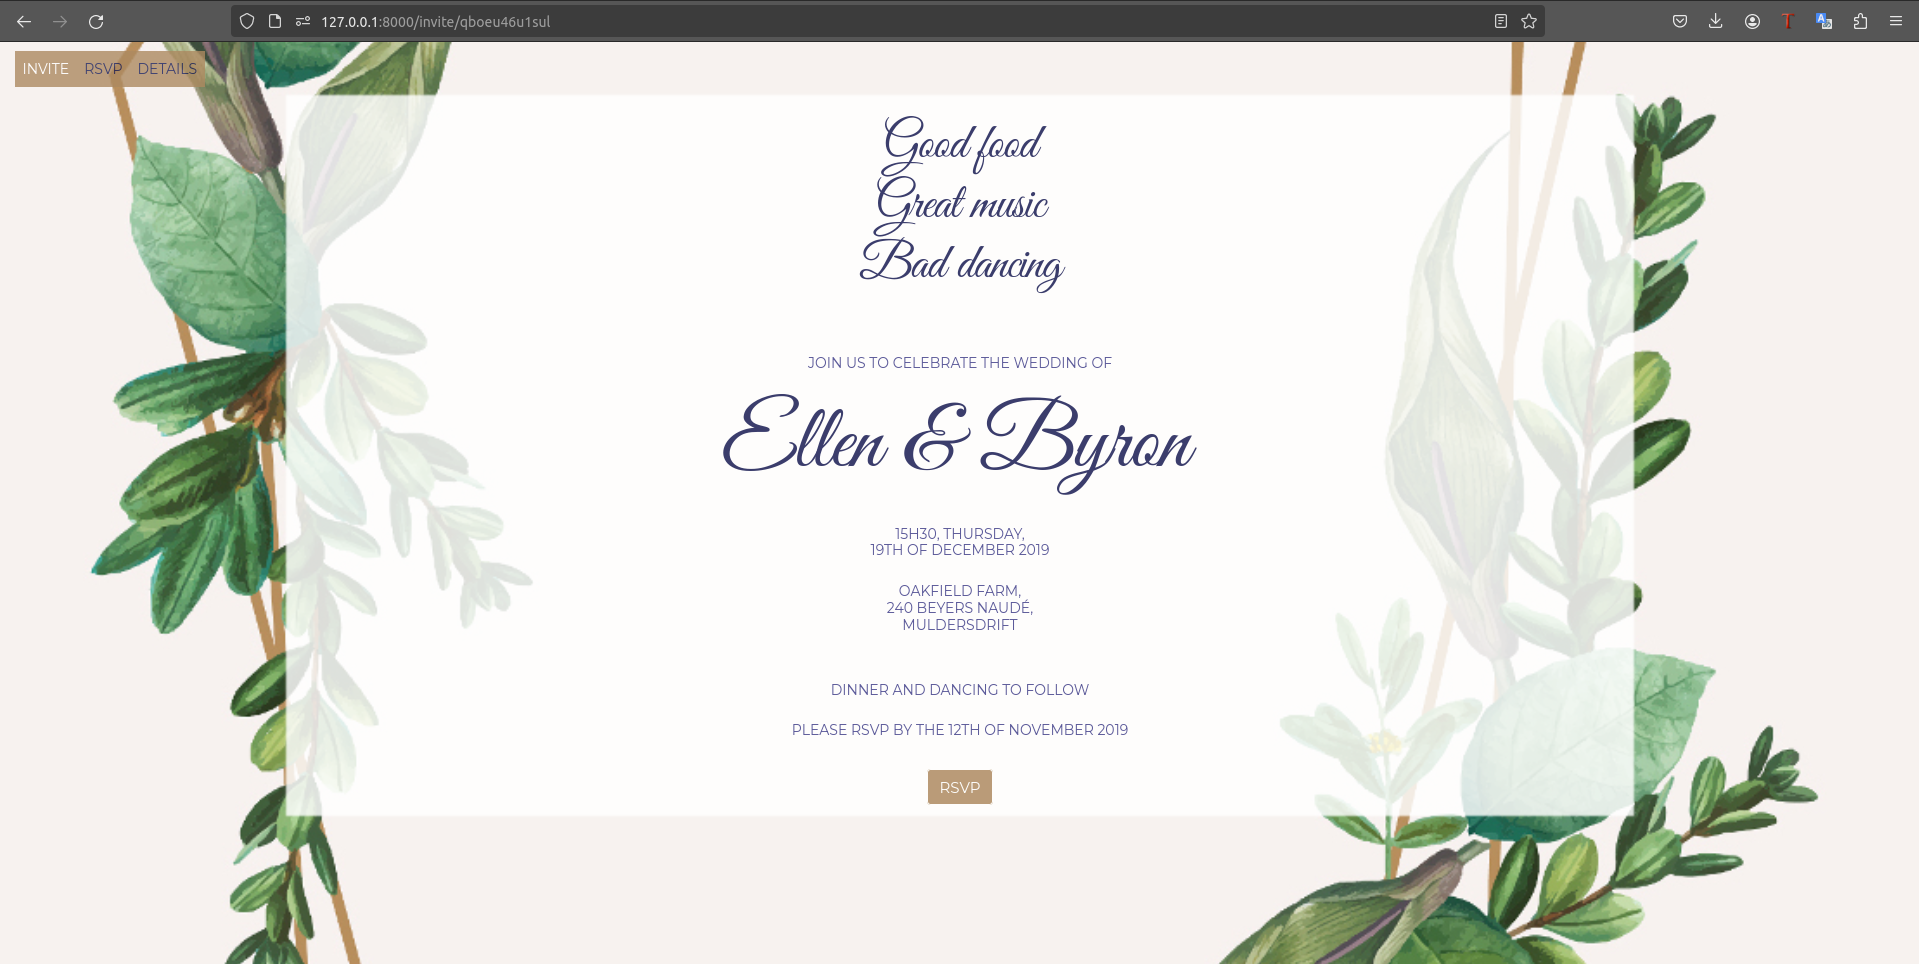 127.0.0.1:8000/invite/qboeu46u1sul
INVITE RSVP DETAILS
Good food
Great music
Bad dancing
JOIN US TO CELEBRATE THE WEDDING OF
Ellen & Byron
15H30, THURSDAY,
19TH OF DECEMBER 2019
OAKFIELD FARM,
240 BEYERS NAUDÉ,
MULDERSDRIFT
DINNER AND DANCING TO FOLLOW
PLEASE RSVP BY THE 12TH OF NOVEMBER 2019
RSVP